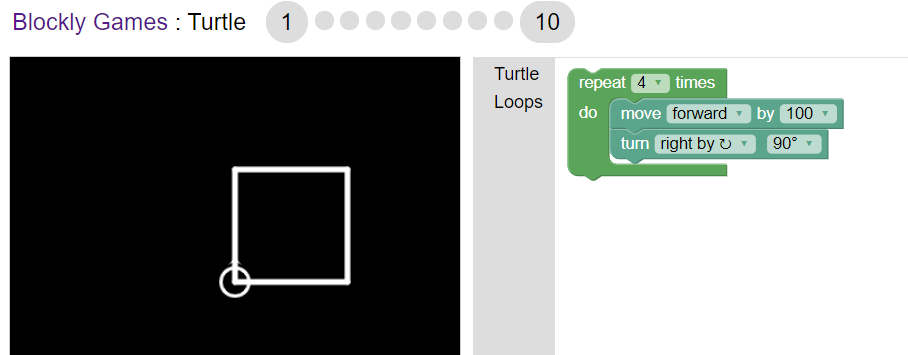 Blockly Games : Turtle 1 10
Turtle
Loops
repeat 4 ▾ times
do move forward ▾ by 100 ▾
turn right by ↻ ▾ 90° ▾